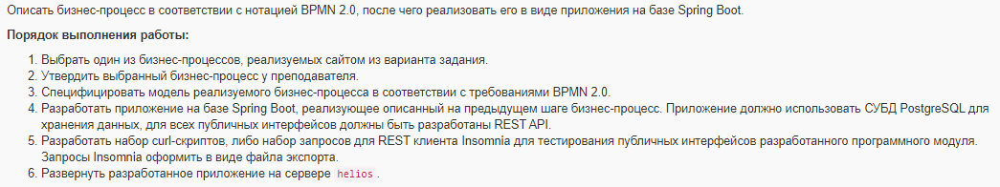 Описать бизнес-процесс в соответствии с нотацией BPMN 2.0, после чего реализовать его в виде приложения на базе Spring Boot.
Порядок выполнения работы:
1. Выбрать один из бизнес-процессов, реализуемых сайтом из варианта задания.
2. Утвердить выбранный бизнес-процесс у преподавателя.
3. Специфицировать модель реализуемого бизнес-процесса в соответствии с требованиями BPMN 2.0.
4. Разработать приложение на базе Spring Boot, реализующее описанный на предыдущем шаге бизнес-процесс. Приложение должно использовать СУБД PostgreSQL для
хранения данных, для всех публичных интерфейсов должны быть разработаны REST API.
5. Разработать набор curl-скриптов, либо набор запросов для REST клиента Insomnia для тестирования публичных интерфейсов разработанного программного модуля.
Запросы Insomnia оформить в виде файла экспорта.
6. Развернуть разработанное приложение на сервере helios.